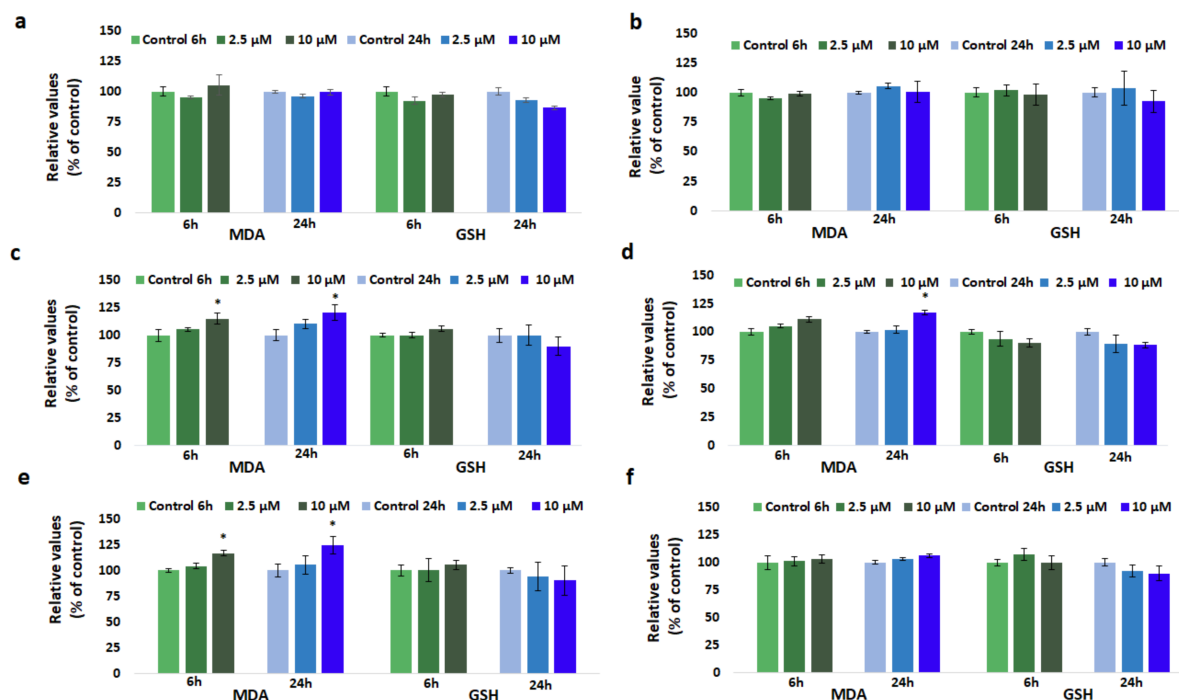 a
150
Control 6h 2.5 µM 10 µM Control 24h 2.5 µM 10 µM
125
100
75
50
25
0
Relative values
(% of control)
6h 24h 6h 24h
MDA GSH
b
150
Control 6h 2.5 µM 10 µM Control 24h 2.5 µM 10 µM
125
100
75
50
25
0
Relative value
(% of control)
6h 24h 6h 24h
MDA GSH
c
150
Control 6h 2.5 µM 10 µM Control 24h 2.5 µM 10 µM
125
100
75
50
25
0
Relative values
(% of control)
* *
6h 24h 6h 24h
MDA GSH
d
150
Control 6h 2.5 µM 10 µM Control 24h 2.5 µM 10 µM
125
100
75
50
25
0
Relative values
(% of control)
*
6h 24h 6h 24h
MDA GSH
e
150
Control 6h 2.5 µM 10 µM Control 24h 2.5 µM 10 µM
125
100
75
50
25
0
Relative values
(% of control)
* *
6h 24h 6h 24h
MDA GSH
f
150
Control 6h 2.5 µM 10 µM Control 24h 2.5 µM 10 µM
125
100
75
50
25
0
Relative values
(% of control)
6h 24h 6h 24h
MDA GSH